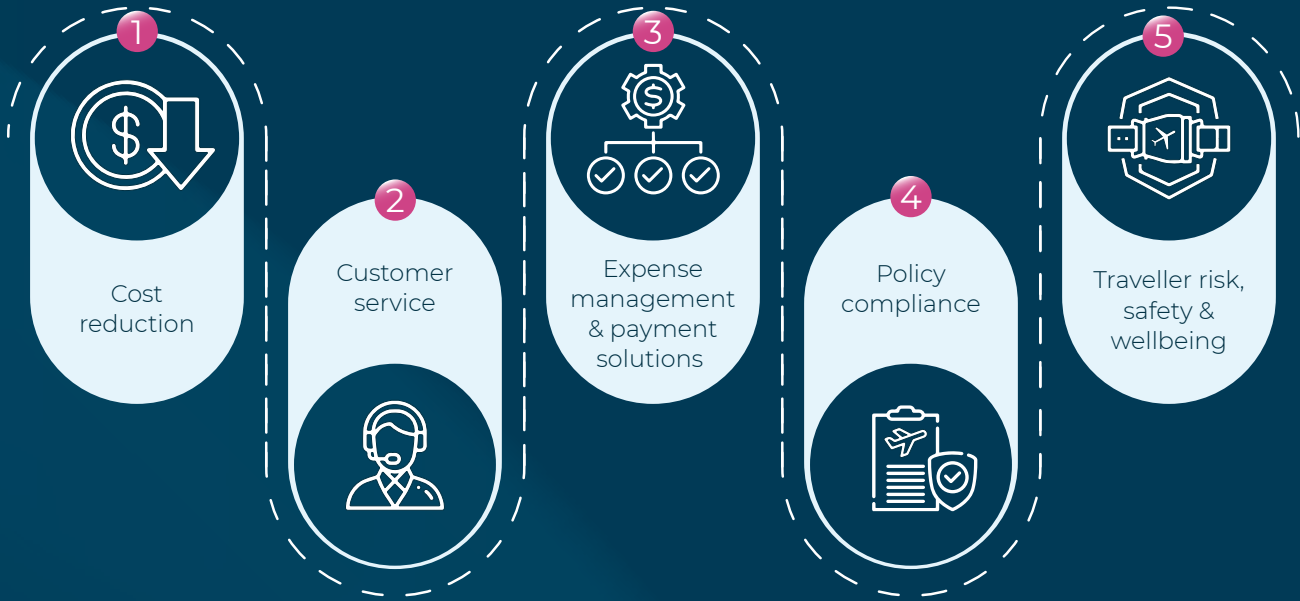 1
Cost
reduction
2
Customer
service
3
Expense
management
& payment
solutions
4
Policy
compliance
5
Traveller risk,
safety &
wellbeing